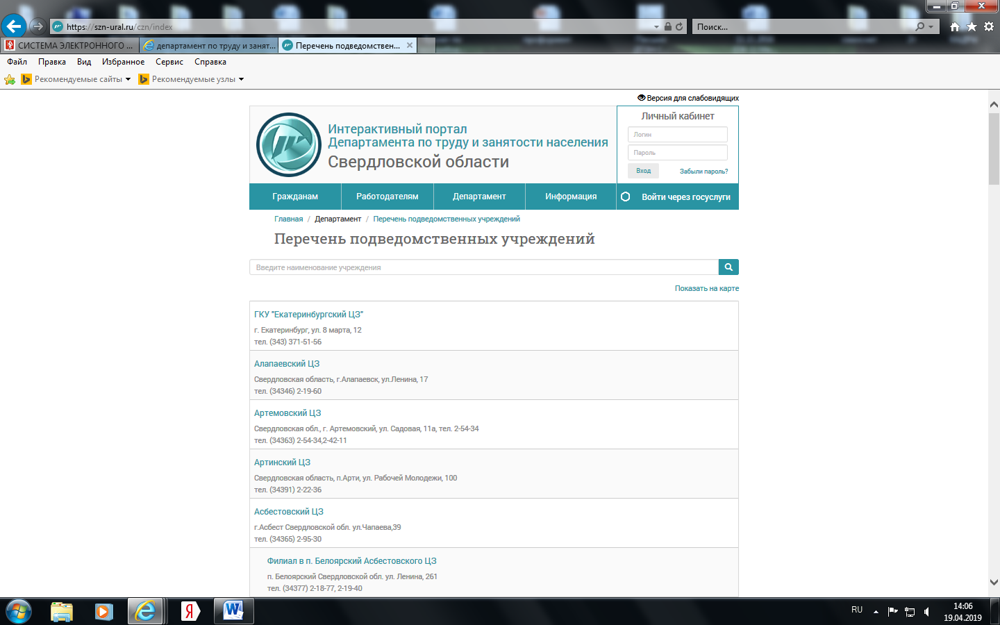 https://szn-ural.ru/czn/index
Поиск...
СИСТЕМА ЭЛЕКТРОННОГО ...
департамент по труду и занят...
Перечень подведомственн...
Файл Правка Вид Избранное Сервис Справка
Рекомендуемые сайты Рекомендуемые узлы
Версия для слабовидящих
Интерактивный портал
Департамента по труду и занятости населения
Свердловской области
Личный кабинет
Логин
Пароль
Вход Забыли пароль?
Гражданам Работодателям Департамент Информация Войти через госуслуги
Главная / Департамент / Перечень подведомственных учреждений
Перечень подведомственных учреждений
Введите наименование учреждения
Показать на карте
ГКУ "Екатеринбургский ЦЗ"
г. Екатеринбург, ул. 8 марта, 12
тел. (343) 371-51-56
Алапаевский ЦЗ
Свердловская область, г.Алапаевск, ул.Ленина, 17
тел. (34346) 2-19-60
Артемовский ЦЗ
Свердловская обл., г. Артемовский, ул. Садовая, 11а, тел. 2-54-34
тел. (34363) 2-54-34,2-42-11
Артинский ЦЗ
Свердловская область, п.Арти, ул. Рабочей Молодежи, 100
тел. (34391) 2-22-36
Асбестовский ЦЗ
г.Асбест Свердловской обл. ул.Чапаева,39
тел. (34365) 2-95-30
Филиал в п. Белоярский Асбестовского ЦЗ
п. Белоярский Свердловской обл. ул. Ленина, 261
тел. (34377) 2-18-77, 2-19-40
RU
14:06
19.04.2019